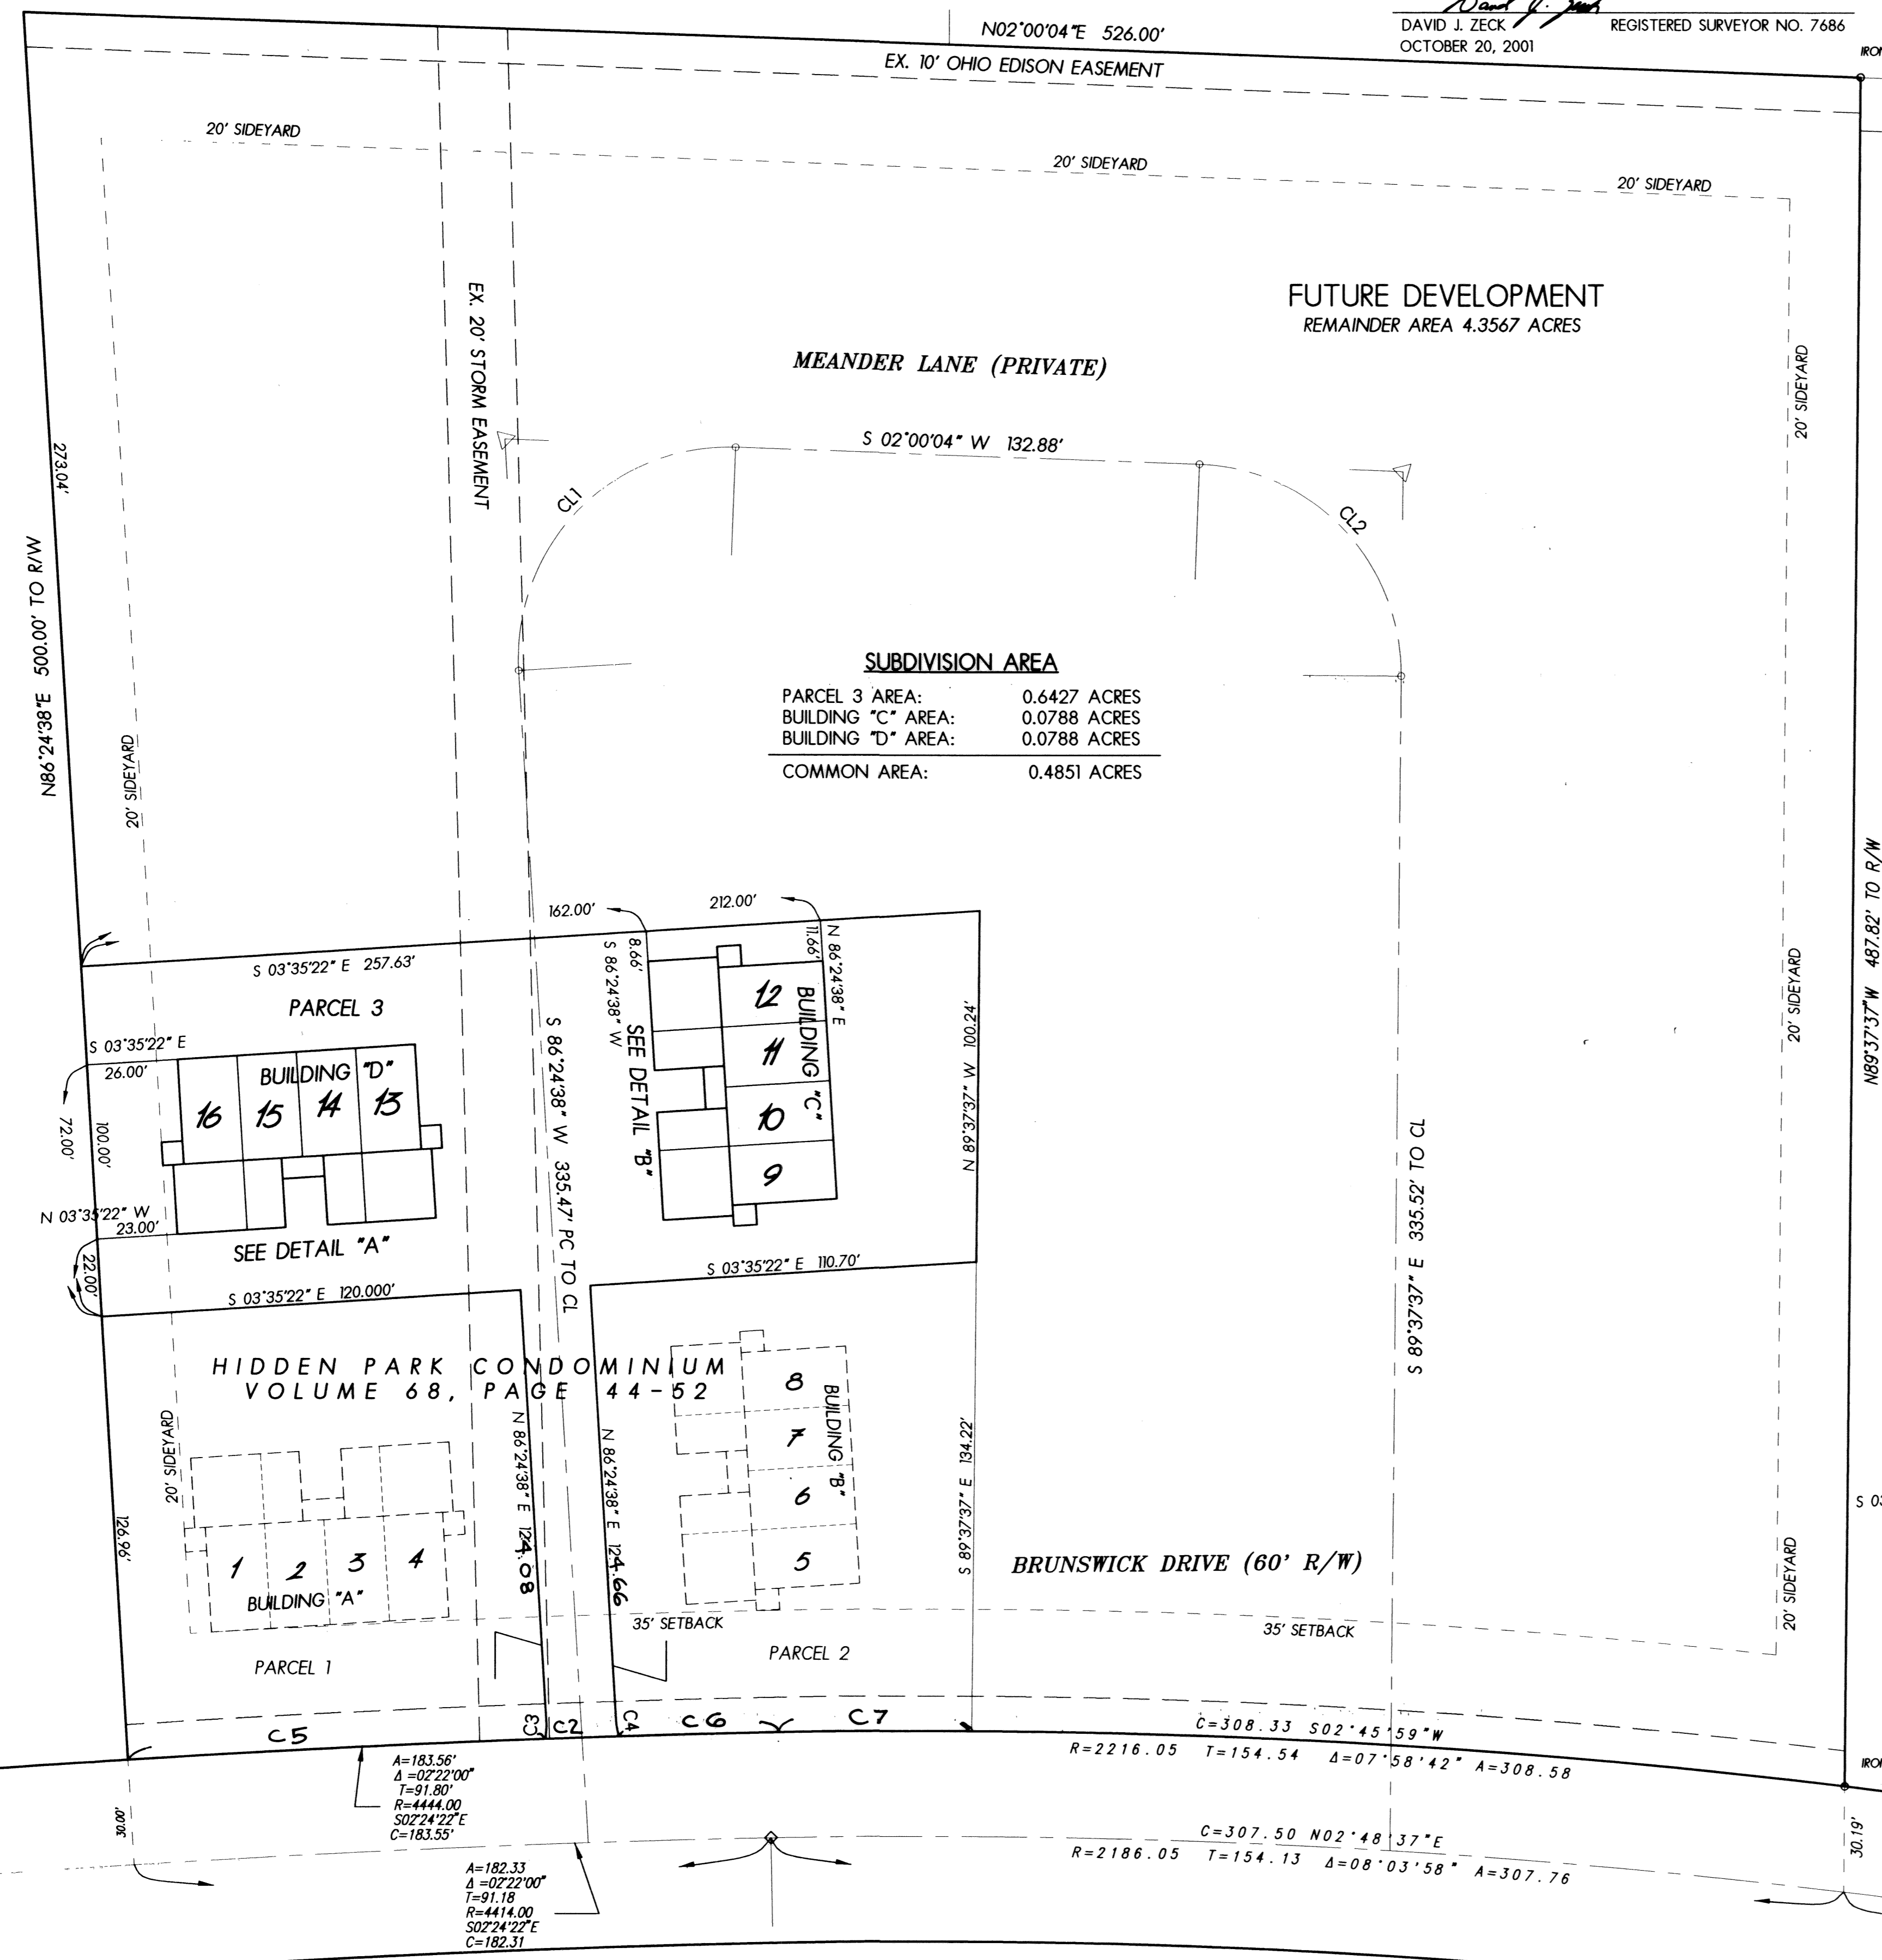 N02°00'04"E 526.00'
DAVID J. ZECK REGISTERED SURVEYOR NO. 7686
OCTOBER 20, 2001
EX. 10' OHIO EDISON EASEMENT
20' SIDEYARD
20' SIDEYARD
20' SIDEYARD
FUTURE DEVELOPMENT
REMAINDER AREA 4.3567 ACRES
EX. 20' STORM EASEMENT
MEANDER LANE (PRIVATE)
20' SIDEYARD
S 02°00'04" W 132.88'
273.04'
CL1
CL2
N86°24'38"E 500.00' TO R/W
SUBDIVISION AREA
PARCEL 3 AREA: 0.6427 ACRES
BUILDING "C" AREA: 0.0788 ACRES
BUILDING "D" AREA: 0.0788 ACRES
COMMON AREA: 0.4851 ACRES
20' SIDEYARD
N89°37'37"W 487.82' TO R/W
20' SIDEYARD
162.00'
212.00'
S 03°35'22" E 257.63'
8.66'
S 86°24'38" W
11.66'
N 86°24'38" E
PARCEL 3
12
11
10
9
BUILDING "C"
SEE DETAIL "B"
N 89°37'37" W 100.24'
S 86°24'38" W 335.47' PC TO CL
S 03°35'22" E
26.00'
BUILDING "D"
16
15
14
13
72.00'
100.00'
S 89°37'37" E 335.52' TO CL
N 03°35'22" W
23.00'
SEE DETAIL "A"
22.00'
S 03°35'22" E 110.70'
S 03°35'22" E 120.000'
HIDDEN PARK CONDOMINIUM
VOLUME 68, PAGE 44-52
8
7
6
5
BUILDING "B"
20' SIDEYARD
N 86°24'38" E 124.08
N 86°24'38" E 124.66
S 89°37'37" E 134.22'
126.96'
1
2
3
4
BUILDING "A"
S 03
BRUNSWICK DRIVE (60' R/W)
20' SIDEYARD
35' SETBACK
35' SETBACK
PARCEL 1
PARCEL 2
C5
C3
C2
C4
C6
C7
C=308.33 S02°45'59"W
R=2216.05 T=154.54 Δ=07°58'42" A=308.58
A=183.56'
Δ=02°22'00"
T=91.80'
R=4444.00
S02°24'22"E
C=183.55'
30.00'
C=307.50 N02°48'37"E
R=2186.05 T=154.13 Δ=08°03'58" A=307.76
30.19'
A=182.33
Δ=02°22'00"
T=91.18
R=4414.00
S02°24'22"E
C=182.31